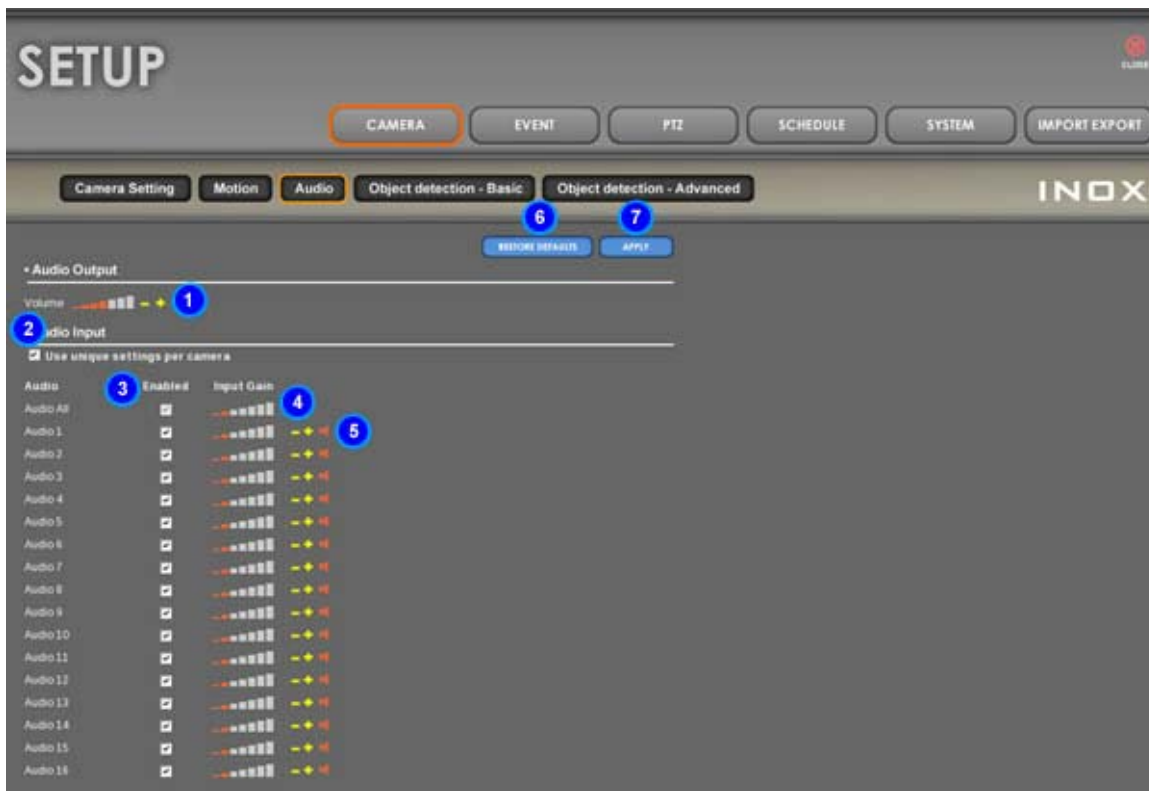 SETUP
CLOSE
CAMERA EVENT PTZ SCHEDULE SYSTEM IMPORT EXPORT
Camera Setting Motion Audio Object detection - Basic Object detection - Advanced INOX
6 7
RESTORE DEFAULTS APPLY
• Audio Output
Volume - + 1
2 udio Input
Use unique settings per camera
Audio 3 Enabled Input Gain
Audio All 4
Audio 1 - + 5
Audio 2 - +
Audio 3 - +
Audio 4 - +
Audio 5 - +
Audio 6 - +
Audio 7 - +
Audio 8 - +
Audio 9 - +
Audio 10 - +
Audio 11 - +
Audio 12 - +
Audio 13 - +
Audio 14 - +
Audio 15 - +
Audio 16 - +